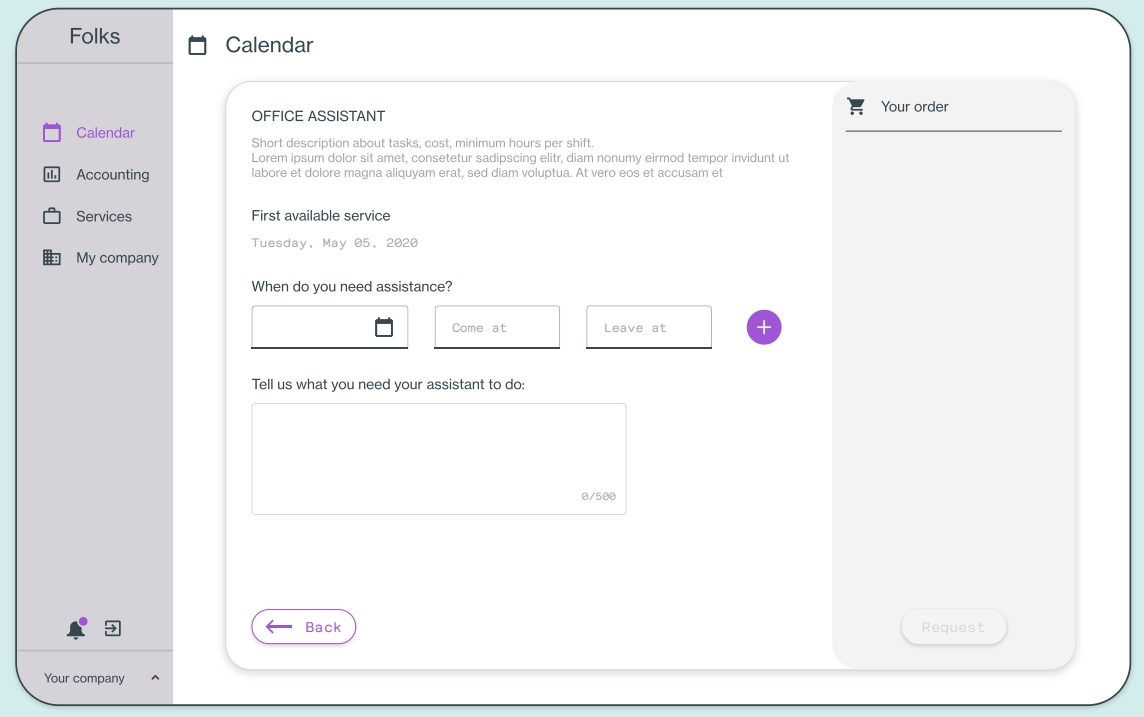 Folks
Calendar
Accounting
Services
My company
Your company
Calendar
OFFICE ASSISTANT
Short description about tasks, cost, minimum hours per shift.
Lorem ipsum dolor sit amet, consetetur sadipscing elitr, diam nonumy eirmod tempor invidunt ut
labore et dolore magna aliquyam erat, sed diam voluptua. At vero eos et accusam et
First available service
Tuesday, May 05, 2020
When do you need assistance?
Come at
Leave at
Tell us what you need your assistant to do:
0/500
Back
Your order
Request